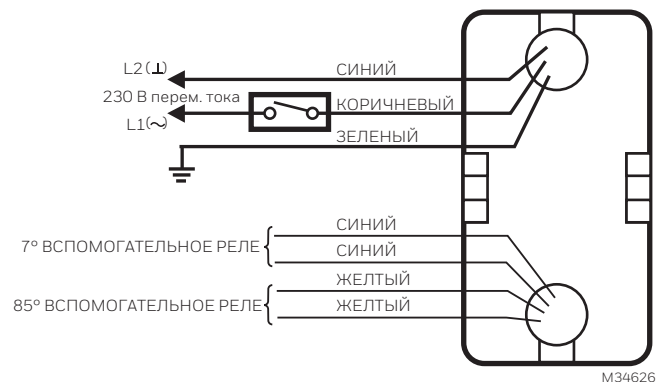 L2(⊥)
СИНИЙ
230 В перем. тока
КОРИЧНЕВЫЙ
L1(~)
ЗЕЛЕНЫЙ
СИНИЙ
7° ВСПОМОГАТЕЛЬНОЕ РЕЛЕ
СИНИЙ
ЖЕЛТЫЙ
85° ВСПОМОГАТЕЛЬНОЕ РЕЛЕ
ЖЕЛТЫЙ
M34626